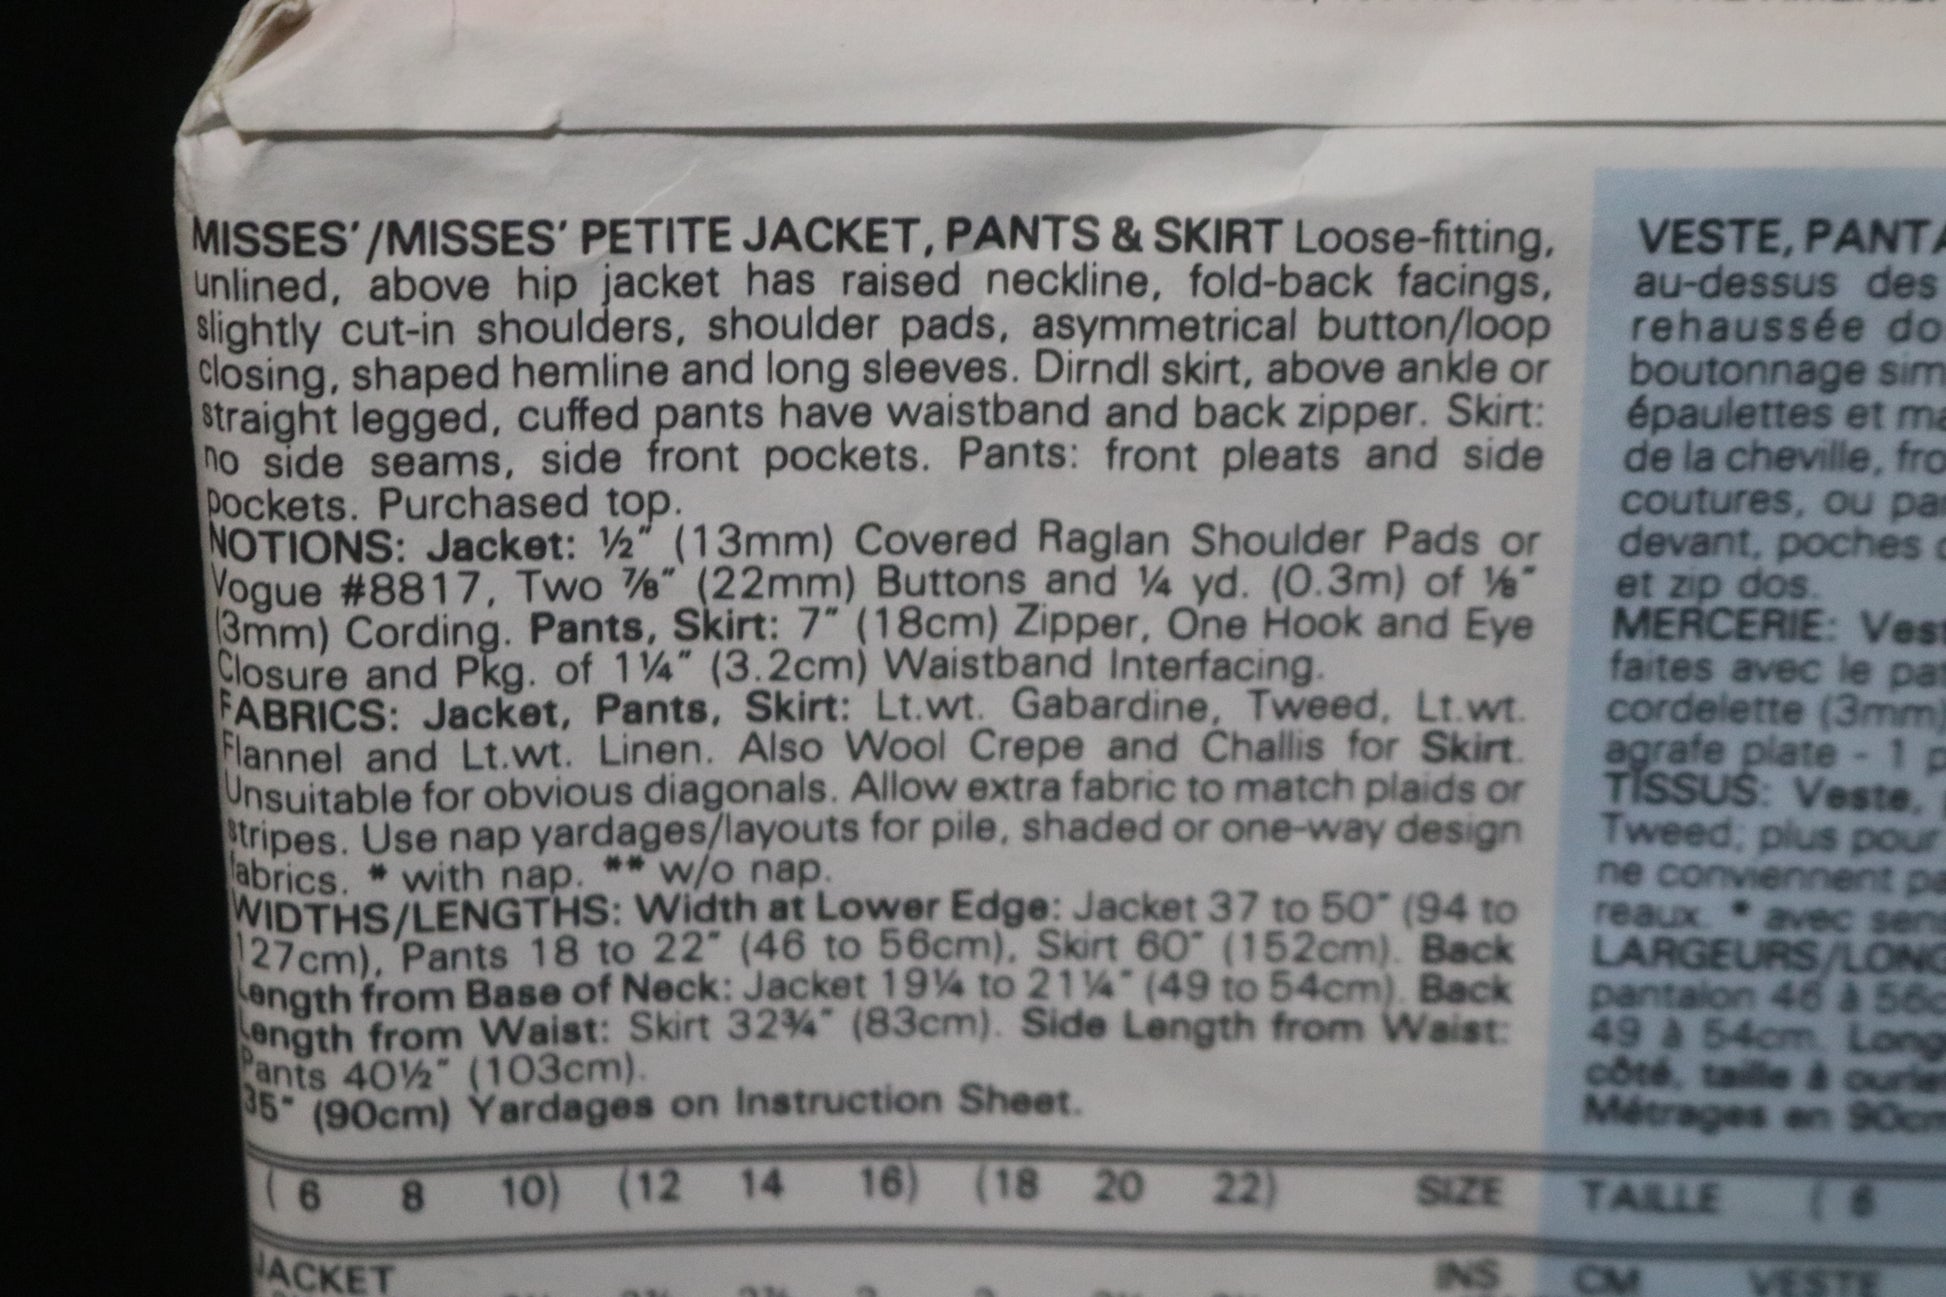 MISSES'/MISSES' PETITE JACKET, PANTS & SKIRT Loose-fitting,
unlined, above hip jacket has raised neckline, fold-back facings,
slightly cut-in shoulders, shoulder pads, asymmetrical button/loop
closing, shaped hemline and long sleeves. Dirndl skirt, above ankle or
straight legged, cuffed pants have waistband and back zipper. Skirt:
no side seams, side front pockets. Pants: front pleats and side
pockets. Purchased top.
NOTIONS: Jacket: ½" (13mm) Covered Raglan Shoulder Pads or
Vogue #8817, Two ⅞" (22mm) Buttons and ¼ yd. (0.3m) of ⅛"
(3mm) Cording. Pants, Skirt: 7" (18cm) Zipper, One Hook and Eye
Closure and Pkg. of 1¼" (3.2cm) Waistband Interfacing.
FABRICS: Jacket, Pants, Skirt: Lt.wt. Gabardine, Tweed, Lt.wt.
Flannel and Lt.wt. Linen. Also Wool Crepe and Challis for Skirt.
Unsuitable for obvious diagonals. Allow extra fabric to match plaids or
stripes. Use nap yardages/layouts for pile, shaded or one-way design
fabrics. * with nap. ** w/o nap.
WIDTHS/LENGTHS: Width at Lower Edge: Jacket 37 to 50" (94 to
127cm), Pants 18 to 22" (46 to 56cm), Skirt 60" (152cm). Back
Length from Base of Neck: Jacket 19¼ to 21¼" (49 to 54cm). Back
Length from Waist: Skirt 32¾" (83cm). Side Length from Waist:
Pants 40½" (103cm).
35" (90cm) Yardages on Instruction Sheet.
VESTE, PANTA
au-dessus des
rehaussée do
boutonnage sim
épaulettes et ma
de la cheville, fro
coutures, ou pa
devant, poches
et zip dos.
MERCERIE: Vest
faites avec le pat
cordelette (3mm)
agrafe plate - 1 p
TISSUS: Veste,
Tweed; plus pour
ne conviennent pa
reaux. * avec sens
LARGEURS/LONG
pantalon 46 à 56c
49 à 54cm. Long
côté, taille à ourle
Métrages en 90cm
( 6 8 10) (12 14 16) (18 20 22) SIZE TAILLE ( 6
JACKET INS CM VESTE